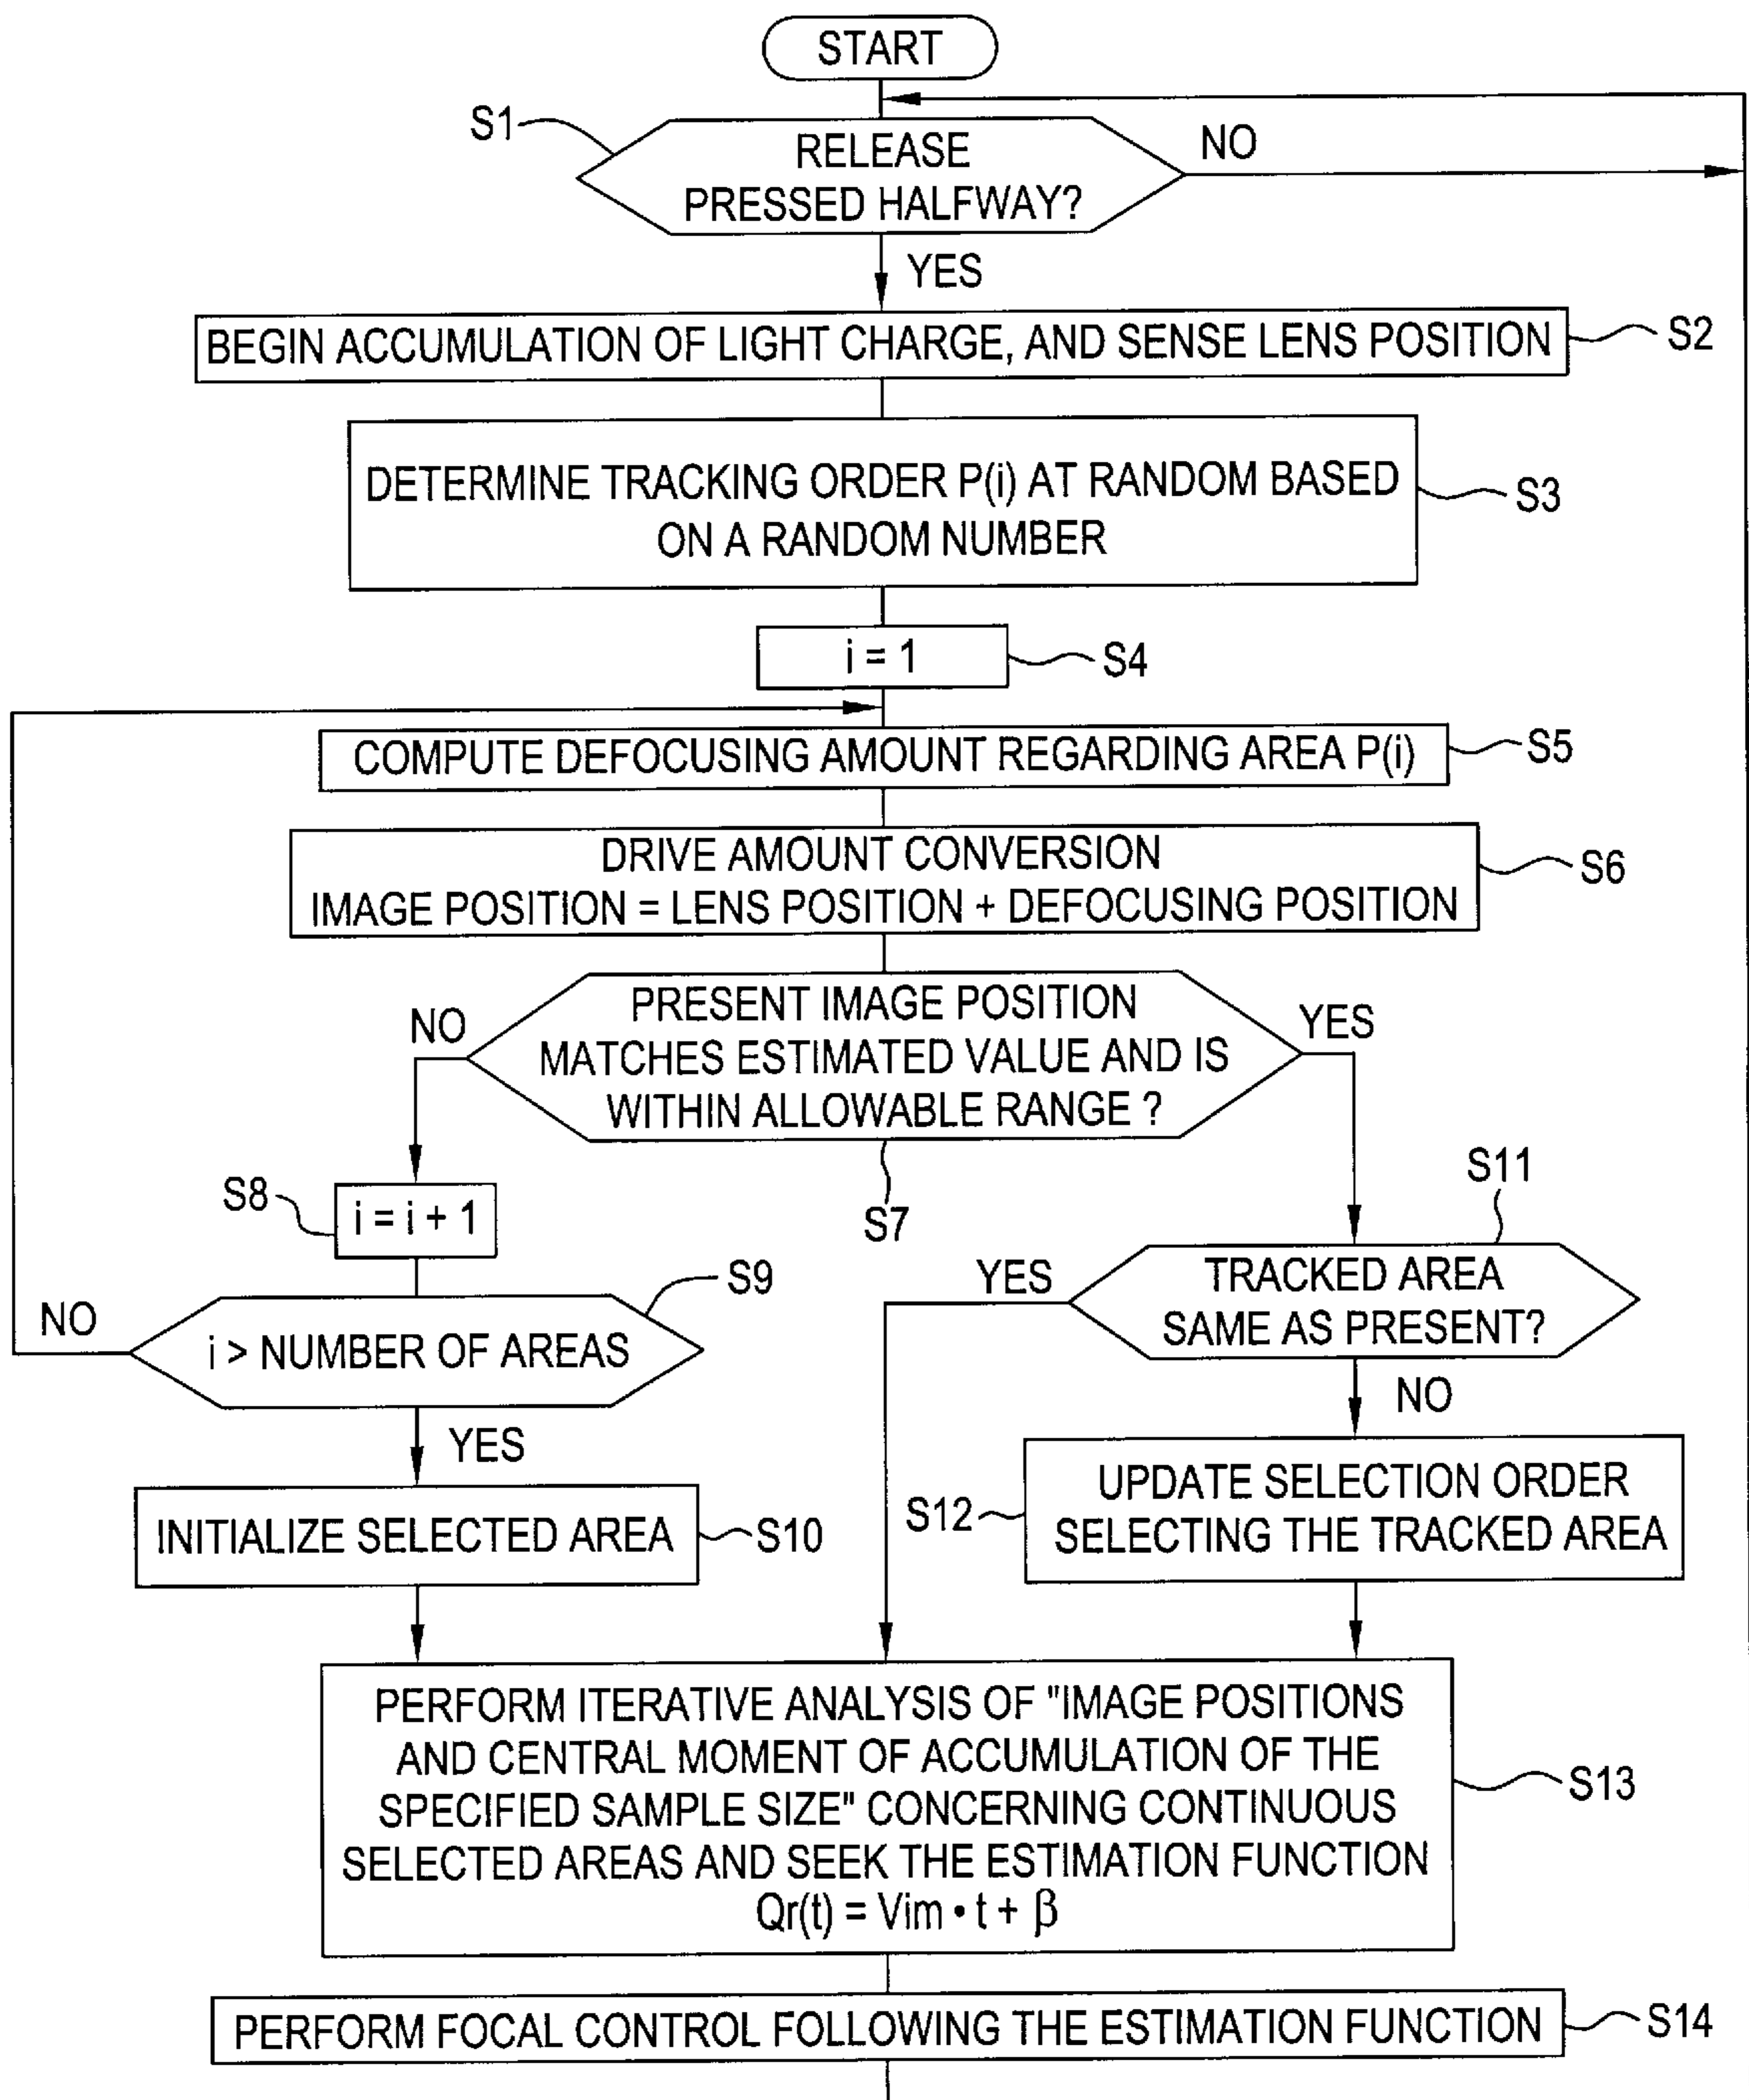 START
S1
RELEASE
PRESSED HALFWAY?
NO
YES
BEGIN ACCUMULATION OF LIGHT CHARGE, AND SENSE LENS POSITION
S2
DETERMINE TRACKING ORDER P(i) AT RANDOM BASED
ON A RANDOM NUMBER
S3
i = 1
S4
COMPUTE DEFOCUSING AMOUNT REGARDING AREA P(i)
S5
DRIVE AMOUNT CONVERSION
IMAGE POSITION = LENS POSITION + DEFOCUSING POSITION
S6
PRESENT IMAGE POSITION
MATCHES ESTIMATED VALUE AND IS
WITHIN ALLOWABLE RANGE ?
NO
YES
S7
S8
i = i + 1
S9
i > NUMBER OF AREAS
NO
YES
INITIALIZE SELECTED AREA
S10
S11
TRACKED AREA
SAME AS PRESENT?
YES
NO
S12
UPDATE SELECTION ORDER
SELECTING THE TRACKED AREA
PERFORM ITERATIVE ANALYSIS OF "IMAGE POSITIONS
AND CENTRAL MOMENT OF ACCUMULATION OF THE
SPECIFIED SAMPLE SIZE" CONCERNING CONTINUOUS
SELECTED AREAS AND SEEK THE ESTIMATION FUNCTION
Qr(t) = Vim • t + β
S13
PERFORM FOCAL CONTROL FOLLOWING THE ESTIMATION FUNCTION
S14